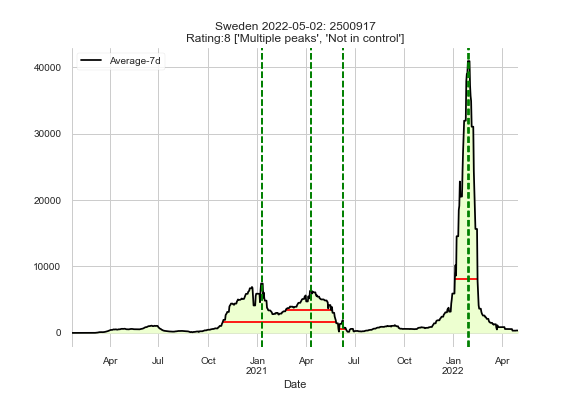 Sweden 2022-05-02: 2500917
Rating:8 ['Multiple peaks', 'Not in control']
Average-7d
40000
30000
20000
10000
0
Apr Jul Oct Jan Apr Jul Oct Jan Apr
2021 2022
Date